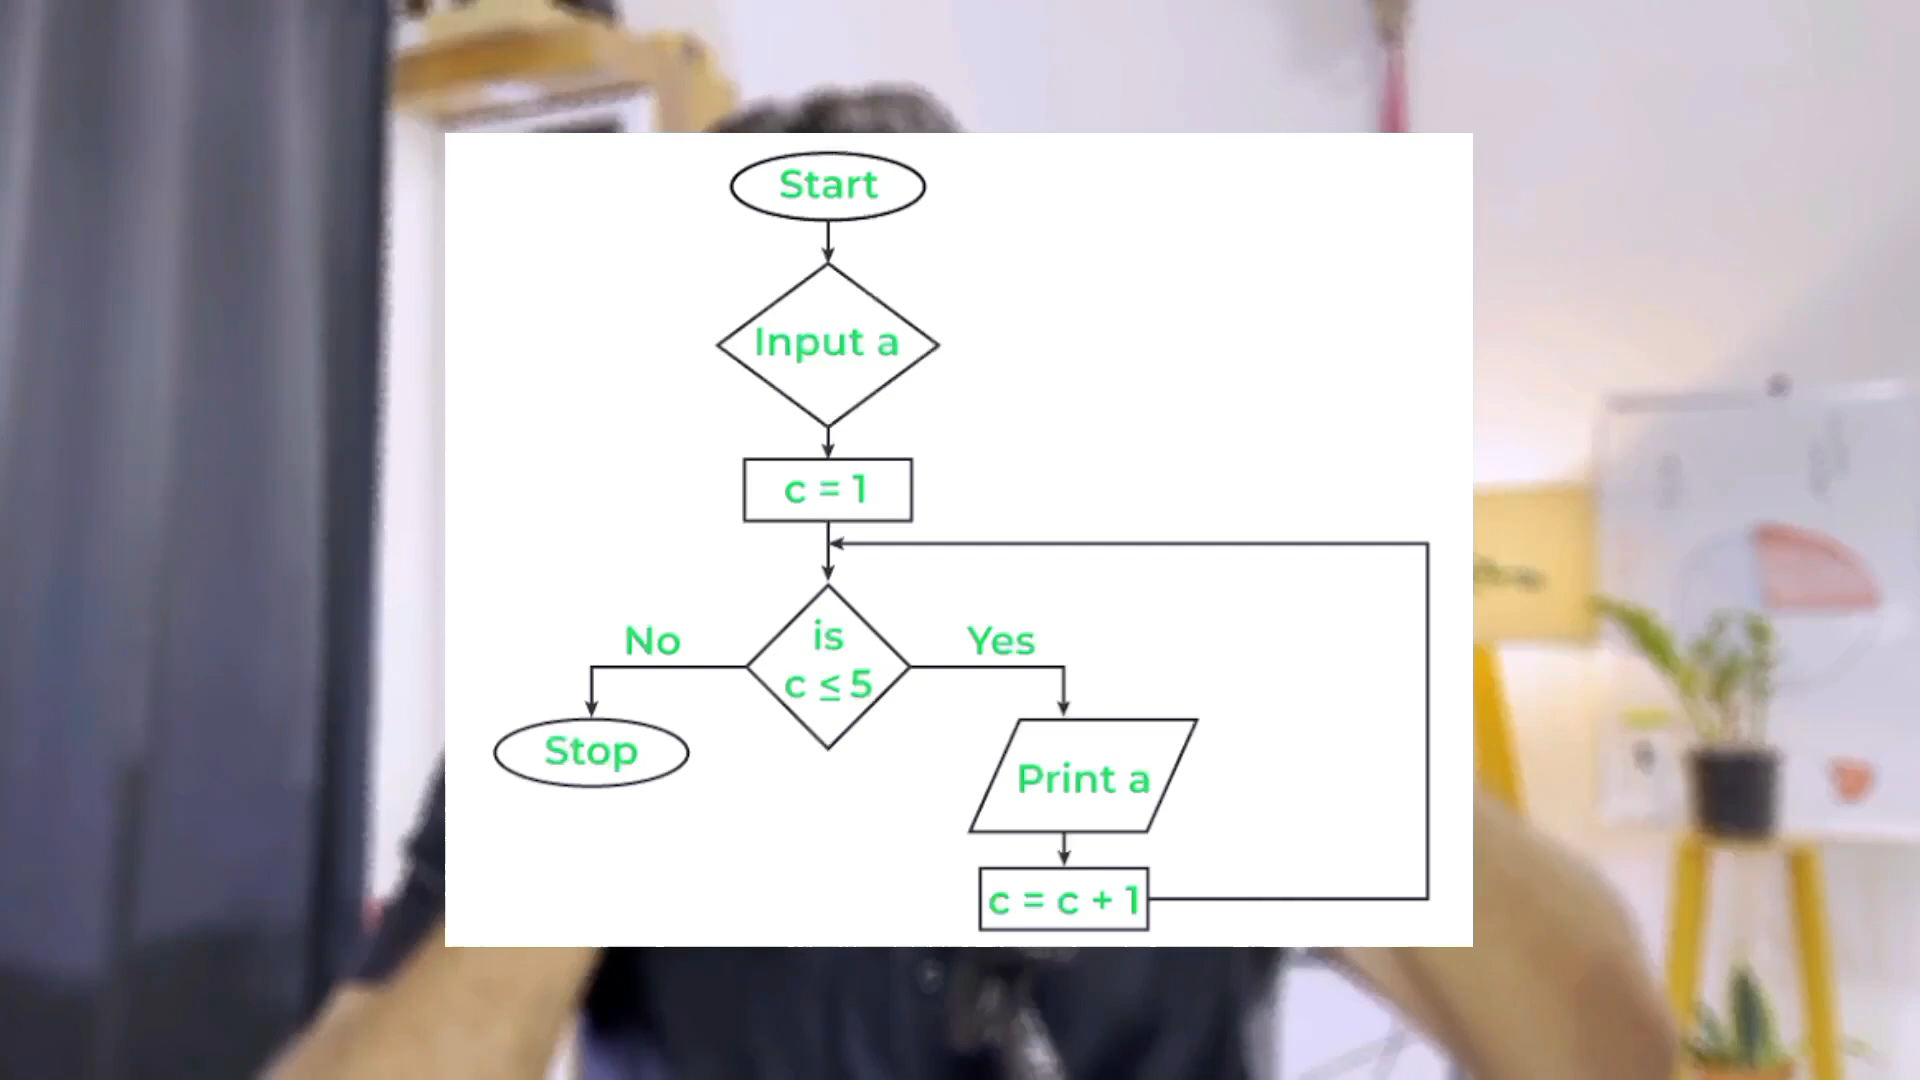 Start
Input a
c = 1
is
c ≤ 5
No
Yes
Stop
Print a
c = c + 1